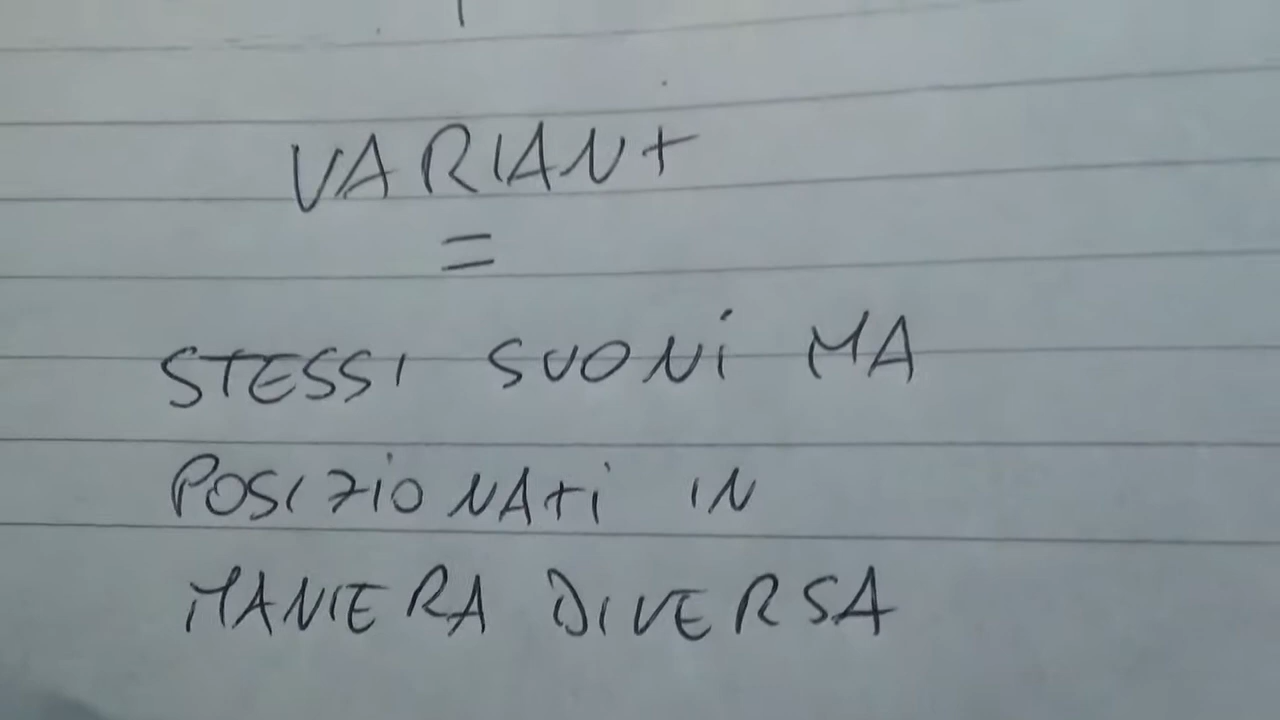 VARIANT
=
STESSI SUONI MA
POSIZIONATI IN
MANIERA DIVERSA